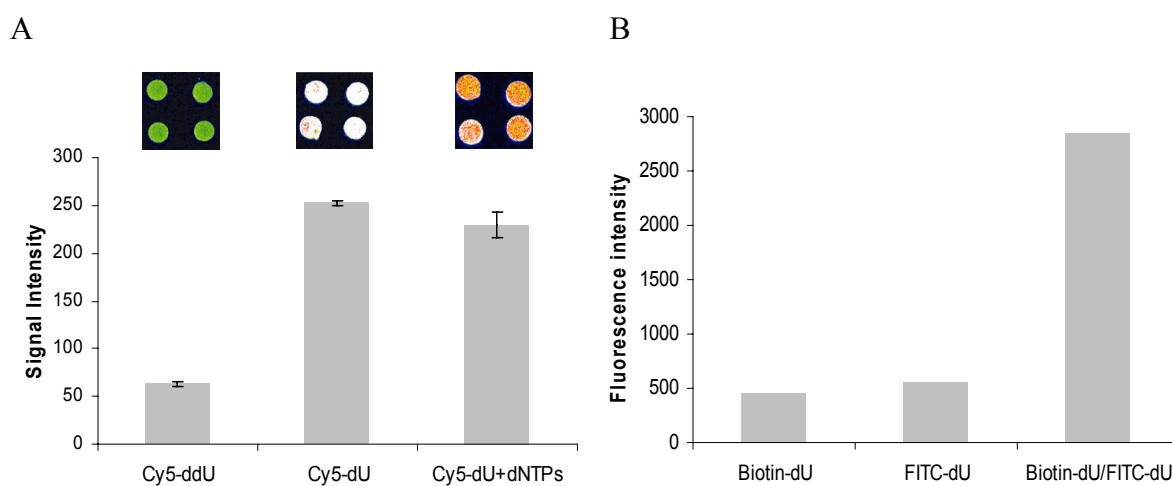 A
B
300
250
200
150
100
50
0
Signal Intensity
Cy5-ddU Cy5-dU Cy5-dU+dNTPs
3000
2500
2000
1500
1000
500
0
Fluorescence intensity
Biotin-dU FITC-dU Biotin-dU/FITC-dU